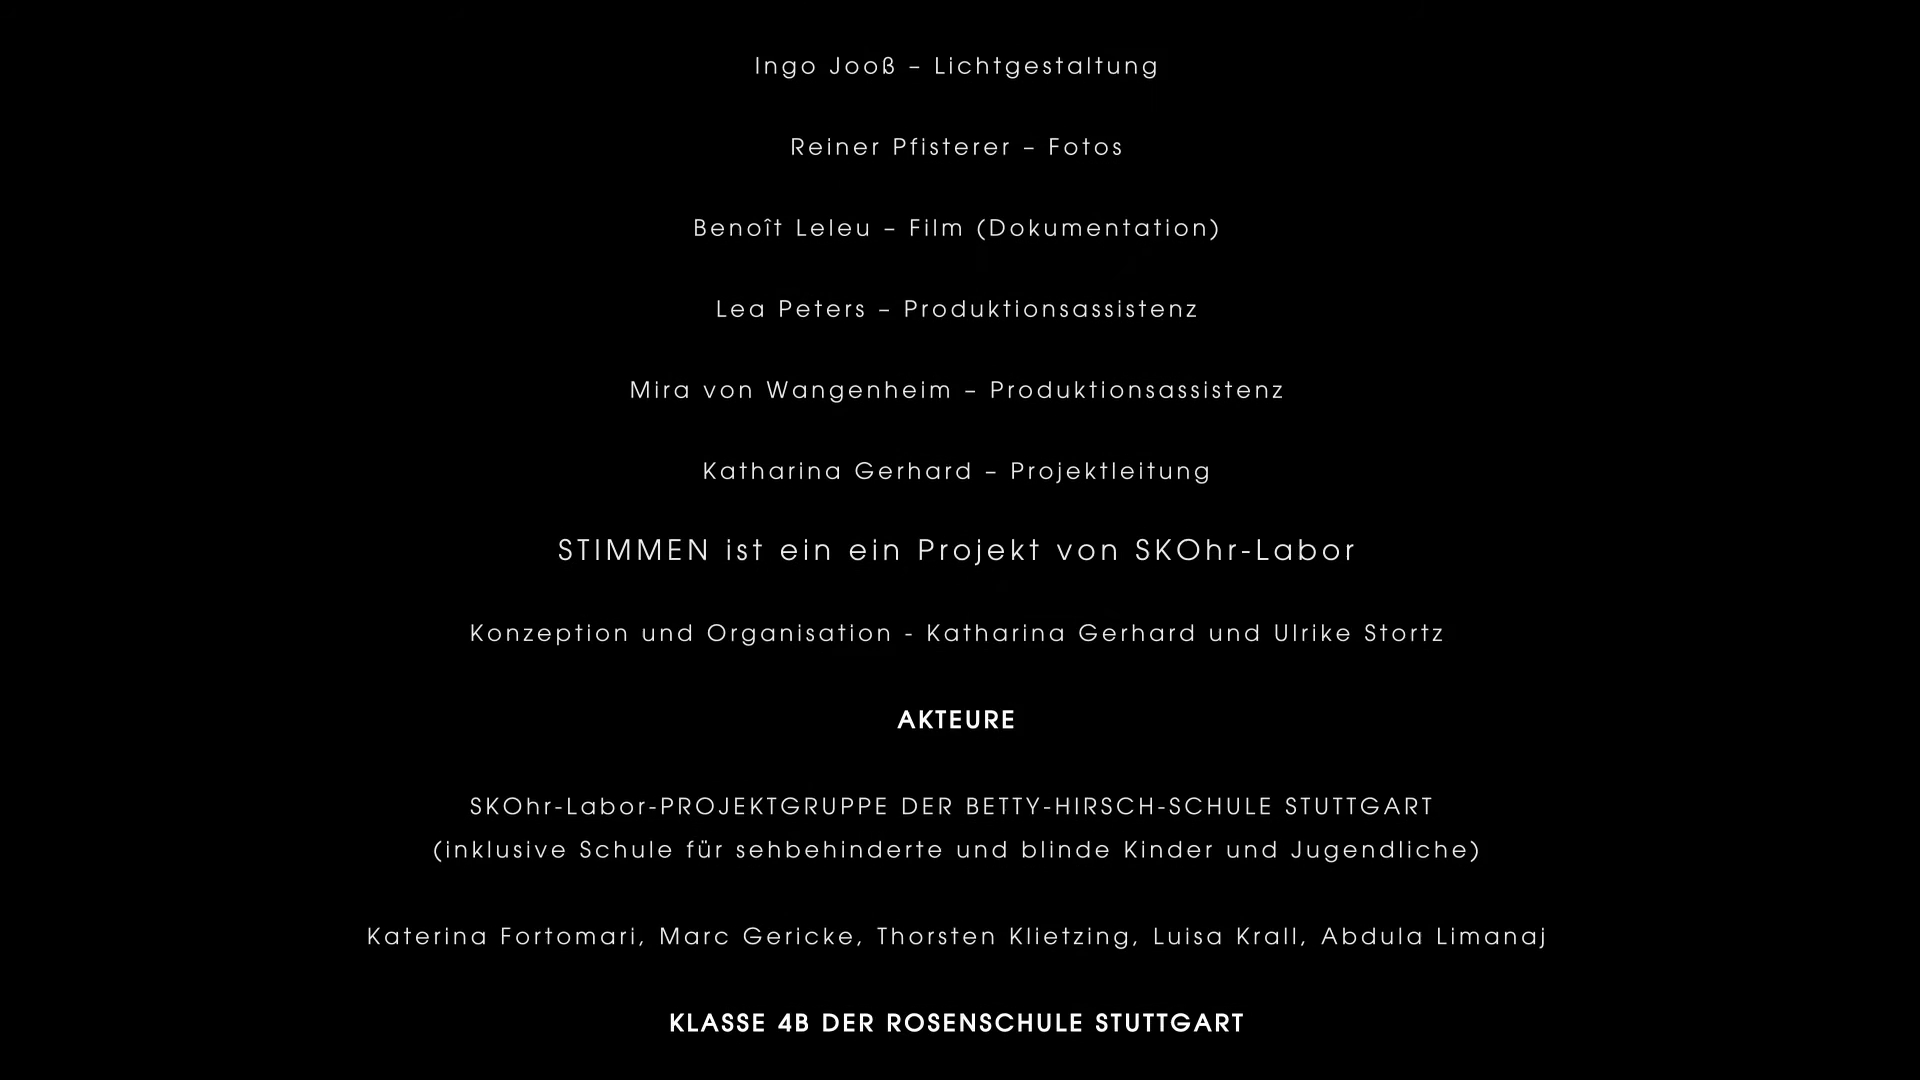 Ingo Jooß – Lichtgestaltung
Reiner Pfisterer – Fotos
Benoît Leleu – Film (Dokumentation)
Lea Peters – Produktionsassistenz
Mira von Wangenheim – Produktionsassistenz
Katharina Gerhard – Projektleitung
STIMMEN ist ein ein Projekt von SKOhr-Labor
Konzeption und Organisation - Katharina Gerhard und Ulrike Stortz
AKTEURE
SKOhr-Labor-PROJEKTGRUPPE DER BETTY-HIRSCH-SCHULE STUTTGART
(inklusive Schule für sehbehinderte und blinde Kinder und Jugendliche)
Katerina Fortomari, Marc Gericke, Thorsten Klietzing, Luisa Krall, Abdula Limanaj
KLASSE 4B DER ROSENSCHULE STUTTGART